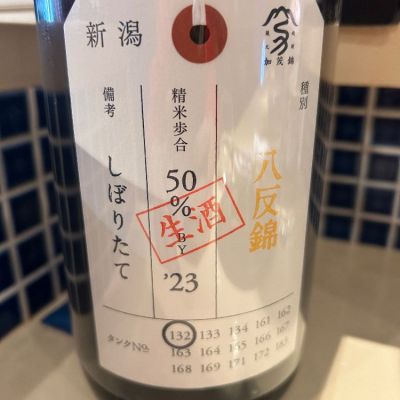 新潟
加茂錦
種別
八反錦
精米歩合
50%
生酒
BY
'23
備考
しぼりたて
タンクNo.
132 133 134 161 162
163 164 165 166 167
168 169 171 172 183